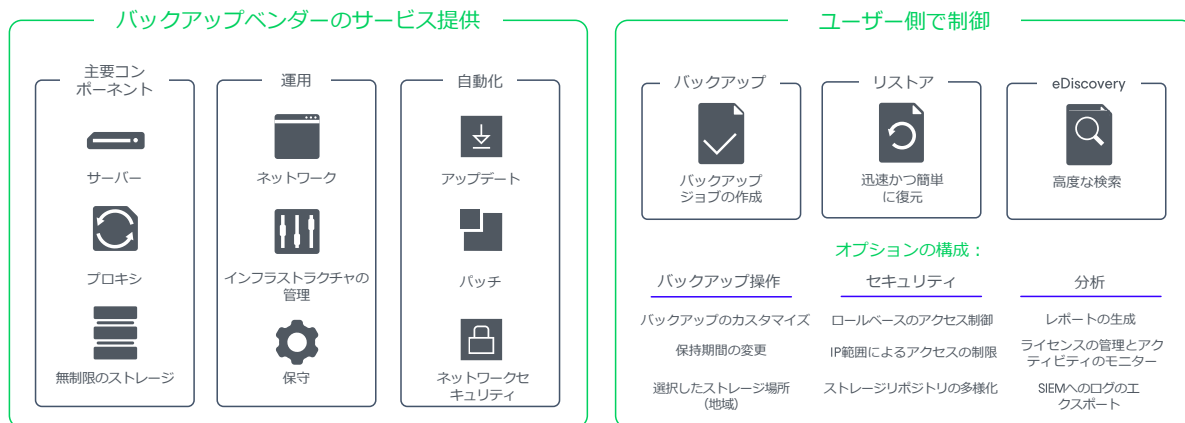 バックアップベンダーのサービス提供
主要コン
ポーネント
サーバー
プロキシ
無制限のストレージ
運用
ネットワーク
インフラストラクチャの
管理
保守
自動化
アップデート
パッチ
ネットワークセ
キュリティ
ユーザー側で制御
バックアップ
バックアップ
ジョブの作成
リストア
迅速かつ簡単
に復元
eDiscovery
高度な検索
オプションの構成：
バックアップ操作
バックアップのカスタマイズ
保持期間の変更
選択したストレージ場所
（地域）
セキュリティ
ロールベースのアクセス制御
IP範囲によるアクセスの制限
ストレージリポジトリの多様化
分析
レポートの生成
ライセンスの管理とアク
ティビティのモニター
SIEMへのログのエ
クスポート